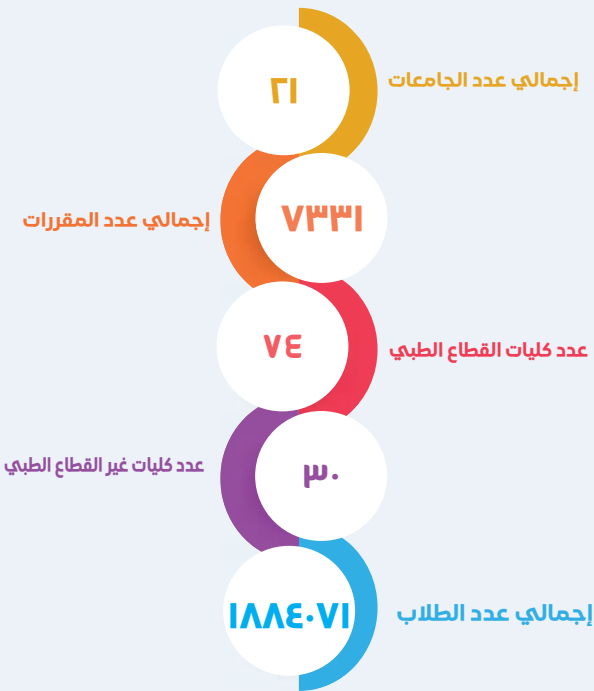 إجمالي عدد الجامعات
٢١
إجمالي عدد المقررات
٧٣٣١
عدد كليات القطاع الطبي
٧٤
عدد كليات غير القطاع الطبي
٣٠
إجمالي عدد الطلاب
١٨٨٤٠٧١